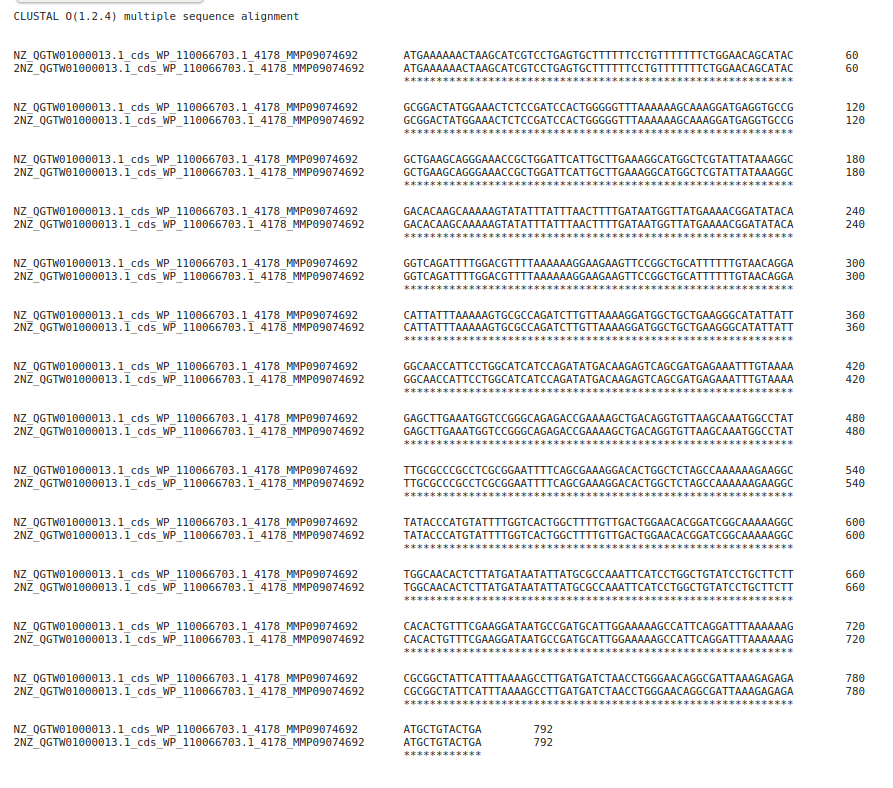 CLUSTAL O(1.2.4) multiple sequence alignment
NZ_QGTW01000013.1_cds_WP_110066703.1_4178_MMP09074692 ATGAAAAAACTAAGCATCGTCCTGAGTGCTTTTTTCCTGTTTTTTTCTGGAACAGCATAC 60
2NZ_QGTW01000013.1_cds_WP_110066703.1_4178_MMP09074692 ATGAAAAAACTAAGCATCGTCCTGAGTGCTTTTTTCCTGTTTTTTTCTGGAACAGCATAC 60
************************************************************
NZ_QGTW01000013.1_cds_WP_110066703.1_4178_MMP09074692 GCGGACTATGGAAACTCTCCGATCCACTGGGGGTTTAAAAAAGCAAAGGATGAGGTGCCG 120
2NZ_QGTW01000013.1_cds_WP_110066703.1_4178_MMP09074692 GCGGACTATGGAAACTCTCCGATCCACTGGGGGTTTAAAAAAGCAAAGGATGAGGTGCCG 120
************************************************************
NZ_QGTW01000013.1_cds_WP_110066703.1_4178_MMP09074692 GCTGAAGCAGGGAAACCGCTGGATTCATTGCTTGAAAGGCATGGCTCGTATTATAAAGGC 180
2NZ_QGTW01000013.1_cds_WP_110066703.1_4178_MMP09074692 GCTGAAGCAGGGAAACCGCTGGATTCATTGCTTGAAAGGCATGGCTCGTATTATAAAGGC 180
************************************************************
NZ_QGTW01000013.1_cds_WP_110066703.1_4178_MMP09074692 GACACAAGCAAAAAGTATATTTATTTAACTTTTGATAATGGTTATGAAAACGGATATACA 240
2NZ_QGTW01000013.1_cds_WP_110066703.1_4178_MMP09074692 GACACAAGCAAAAAGTATATTTATTTAACTTTTGATAATGGTTATGAAAACGGATATACA 240
************************************************************
NZ_QGTW01000013.1_cds_WP_110066703.1_4178_MMP09074692 GGTCAGATTTTGGACGTTTTAAAAAAGGAAGAAGTTCCGGCTGCATTTTTTGTAACAGGA 300
2NZ_QGTW01000013.1_cds_WP_110066703.1_4178_MMP09074692 GGTCAGATTTTGGACGTTTTAAAAAAGGAAGAAGTTCCGGCTGCATTTTTTGTAACAGGA 300
************************************************************
NZ_QGTW01000013.1_cds_WP_110066703.1_4178_MMP09074692 CATTATTTAAAAAGTGCGCCAGATCTTGTTAAAAGGATGGCTGCTGAAGGGCATATTATT 360
2NZ_QGTW01000013.1_cds_WP_110066703.1_4178_MMP09074692 CATTATTTAAAAAGTGCGCCAGATCTTGTTAAAAGGATGGCTGCTGAAGGGCATATTATT 360
************************************************************
NZ_QGTW01000013.1_cds_WP_110066703.1_4178_MMP09074692 GGCAACCATTCCTGGCATCATCCAGATATGACAAGAGTCAGCGATGAGAAATTTGTAAAA 420
2NZ_QGTW01000013.1_cds_WP_110066703.1_4178_MMP09074692 GGCAACCATTCCTGGCATCATCCAGATATGACAAGAGTCAGCGATGAGAAATTTGTAAAA 420
************************************************************
NZ_QGTW01000013.1_cds_WP_110066703.1_4178_MMP09074692 GAGCTTGAAATGGTCCGGGCAGAGACCGAAAAGCTGACAGGTGTTAAGCAAATGGCCTAT 480
2NZ_QGTW01000013.1_cds_WP_110066703.1_4178_MMP09074692 GAGCTTGAAATGGTCCGGGCAGAGACCGAAAAGCTGACAGGTGTTAAGCAAATGGCCTAT 480
************************************************************
NZ_QGTW01000013.1_cds_WP_110066703.1_4178_MMP09074692 TTGCGCCCGCCTCGCGGAATTTTCAGCGAAAGGACACTGGCTCTAGCCAAAAAAGAAGGC 540
2NZ_QGTW01000013.1_cds_WP_110066703.1_4178_MMP09074692 TTGCGCCCGCCTCGCGGAATTTTCAGCGAAAGGACACTGGCTCTAGCCAAAAAAGAAGGC 540
************************************************************
NZ_QGTW01000013.1_cds_WP_110066703.1_4178_MMP09074692 TATACCCATGTATTTTGGTCACTGGCTTTTGTTGACTGGAACACGGATCGGCAAAAAGGC 600
2NZ_QGTW01000013.1_cds_WP_110066703.1_4178_MMP09074692 TATACCCATGTATTTTGGTCACTGGCTTTTGTTGACTGGAACACGGATCGGCAAAAAGGC 600
************************************************************
NZ_QGTW01000013.1_cds_WP_110066703.1_4178_MMP09074692 TGGCAACACTCTTATGATAATATTATGCGCCAAATTCATCCTGGCTGTATCCTGCTTCTT 660
2NZ_QGTW01000013.1_cds_WP_110066703.1_4178_MMP09074692 TGGCAACACTCTTATGATAATATTATGCGCCAAATTCATCCTGGCTGTATCCTGCTTCTT 660
************************************************************
NZ_QGTW01000013.1_cds_WP_110066703.1_4178_MMP09074692 CACACTGTTTCGAAGGATAATGCCGATGCATTGGAAAAAGCCATTCAGGATTTAAAAAAG 720
2NZ_QGTW01000013.1_cds_WP_110066703.1_4178_MMP09074692 CACACTGTTTCGAAGGATAATGCCGATGCATTGGAAAAAGCCATTCAGGATTTAAAAAAG 720
************************************************************
NZ_QGTW01000013.1_cds_WP_110066703.1_4178_MMP09074692 CGCGGCTATTCATTTAAAAGCCTTGATGATCTAACCTGGGAACAGGCGATTAAAGAGAGA 780
2NZ_QGTW01000013.1_cds_WP_110066703.1_4178_MMP09074692 CGCGGCTATTCATTTAAAAGCCTTGATGATCTAACCTGGGAACAGGCGATTAAAGAGAGA 780
************************************************************
NZ_QGTW01000013.1_cds_WP_110066703.1_4178_MMP09074692 ATGCTGTACTGA 792
2NZ_QGTW01000013.1_cds_WP_110066703.1_4178_MMP09074692 ATGCTGTACTGA 792
************